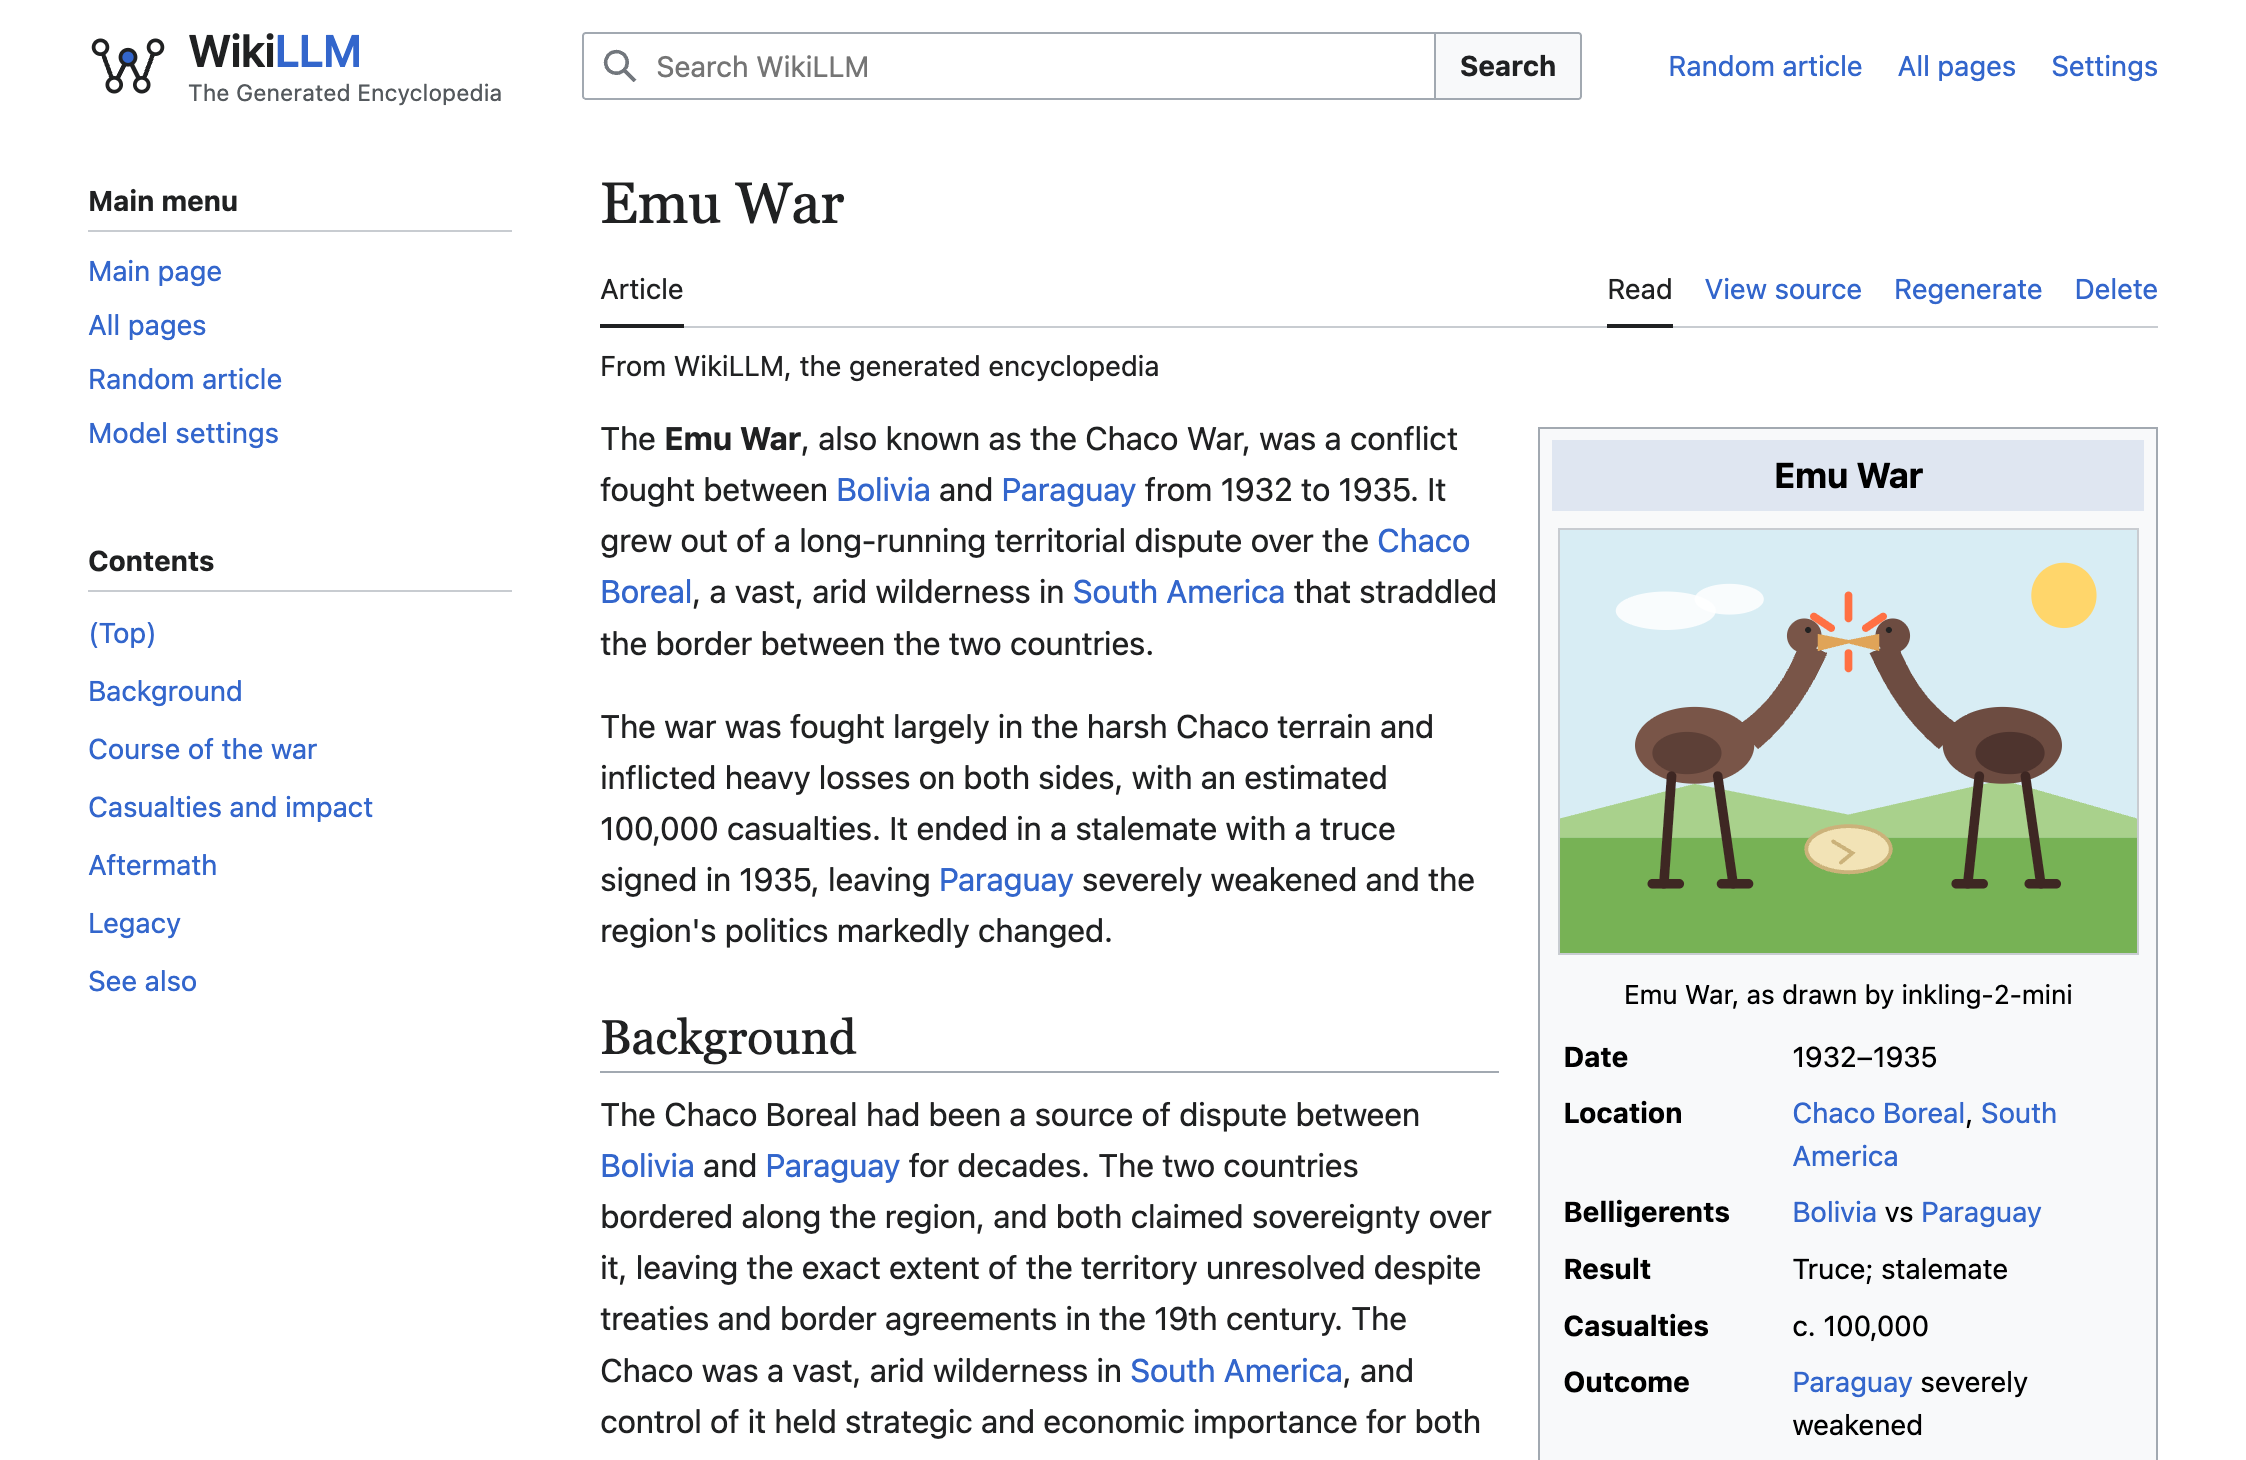 WikiLLM
The Generated Encyclopedia
Search WikiLLM
Search
Random article
All pages
Settings
Main menu
Main page
All pages
Random article
Model settings
Contents
(Top)
Background
Course of the war
Casualties and impact
Aftermath
Legacy
See also
Emu War
Article
Read
View source
Regenerate
Delete
From WikiLLM, the generated encyclopedia
The Emu War, also known as the Chaco War, was a conflict
fought between Bolivia and Paraguay from 1932 to 1935. It
grew out of a long-running territorial dispute over the Chaco
Boreal, a vast, arid wilderness in South America that straddled
the border between the two countries.
The war was fought largely in the harsh Chaco terrain and
inflicted heavy losses on both sides, with an estimated
100,000 casualties. It ended in a stalemate with a truce
signed in 1935, leaving Paraguay severely weakened and the
region's politics markedly changed.
Background
The Chaco Boreal had been a source of dispute between
Bolivia and Paraguay for decades. The two countries
bordered along the region, and both claimed sovereignty over
it, leaving the exact extent of the territory unresolved despite
treaties and border agreements in the 19th century. The
Chaco was a vast, arid wilderness in South America, and
control of it held strategic and economic importance for both
Emu War
Emu War, as drawn by inkling-2-mini
Date 1932–1935
Location Chaco Boreal, South
America
Belligerents Bolivia vs Paraguay
Result Truce; stalemate
Casualties c. 100,000
Outcome Paraguay severely
weakened